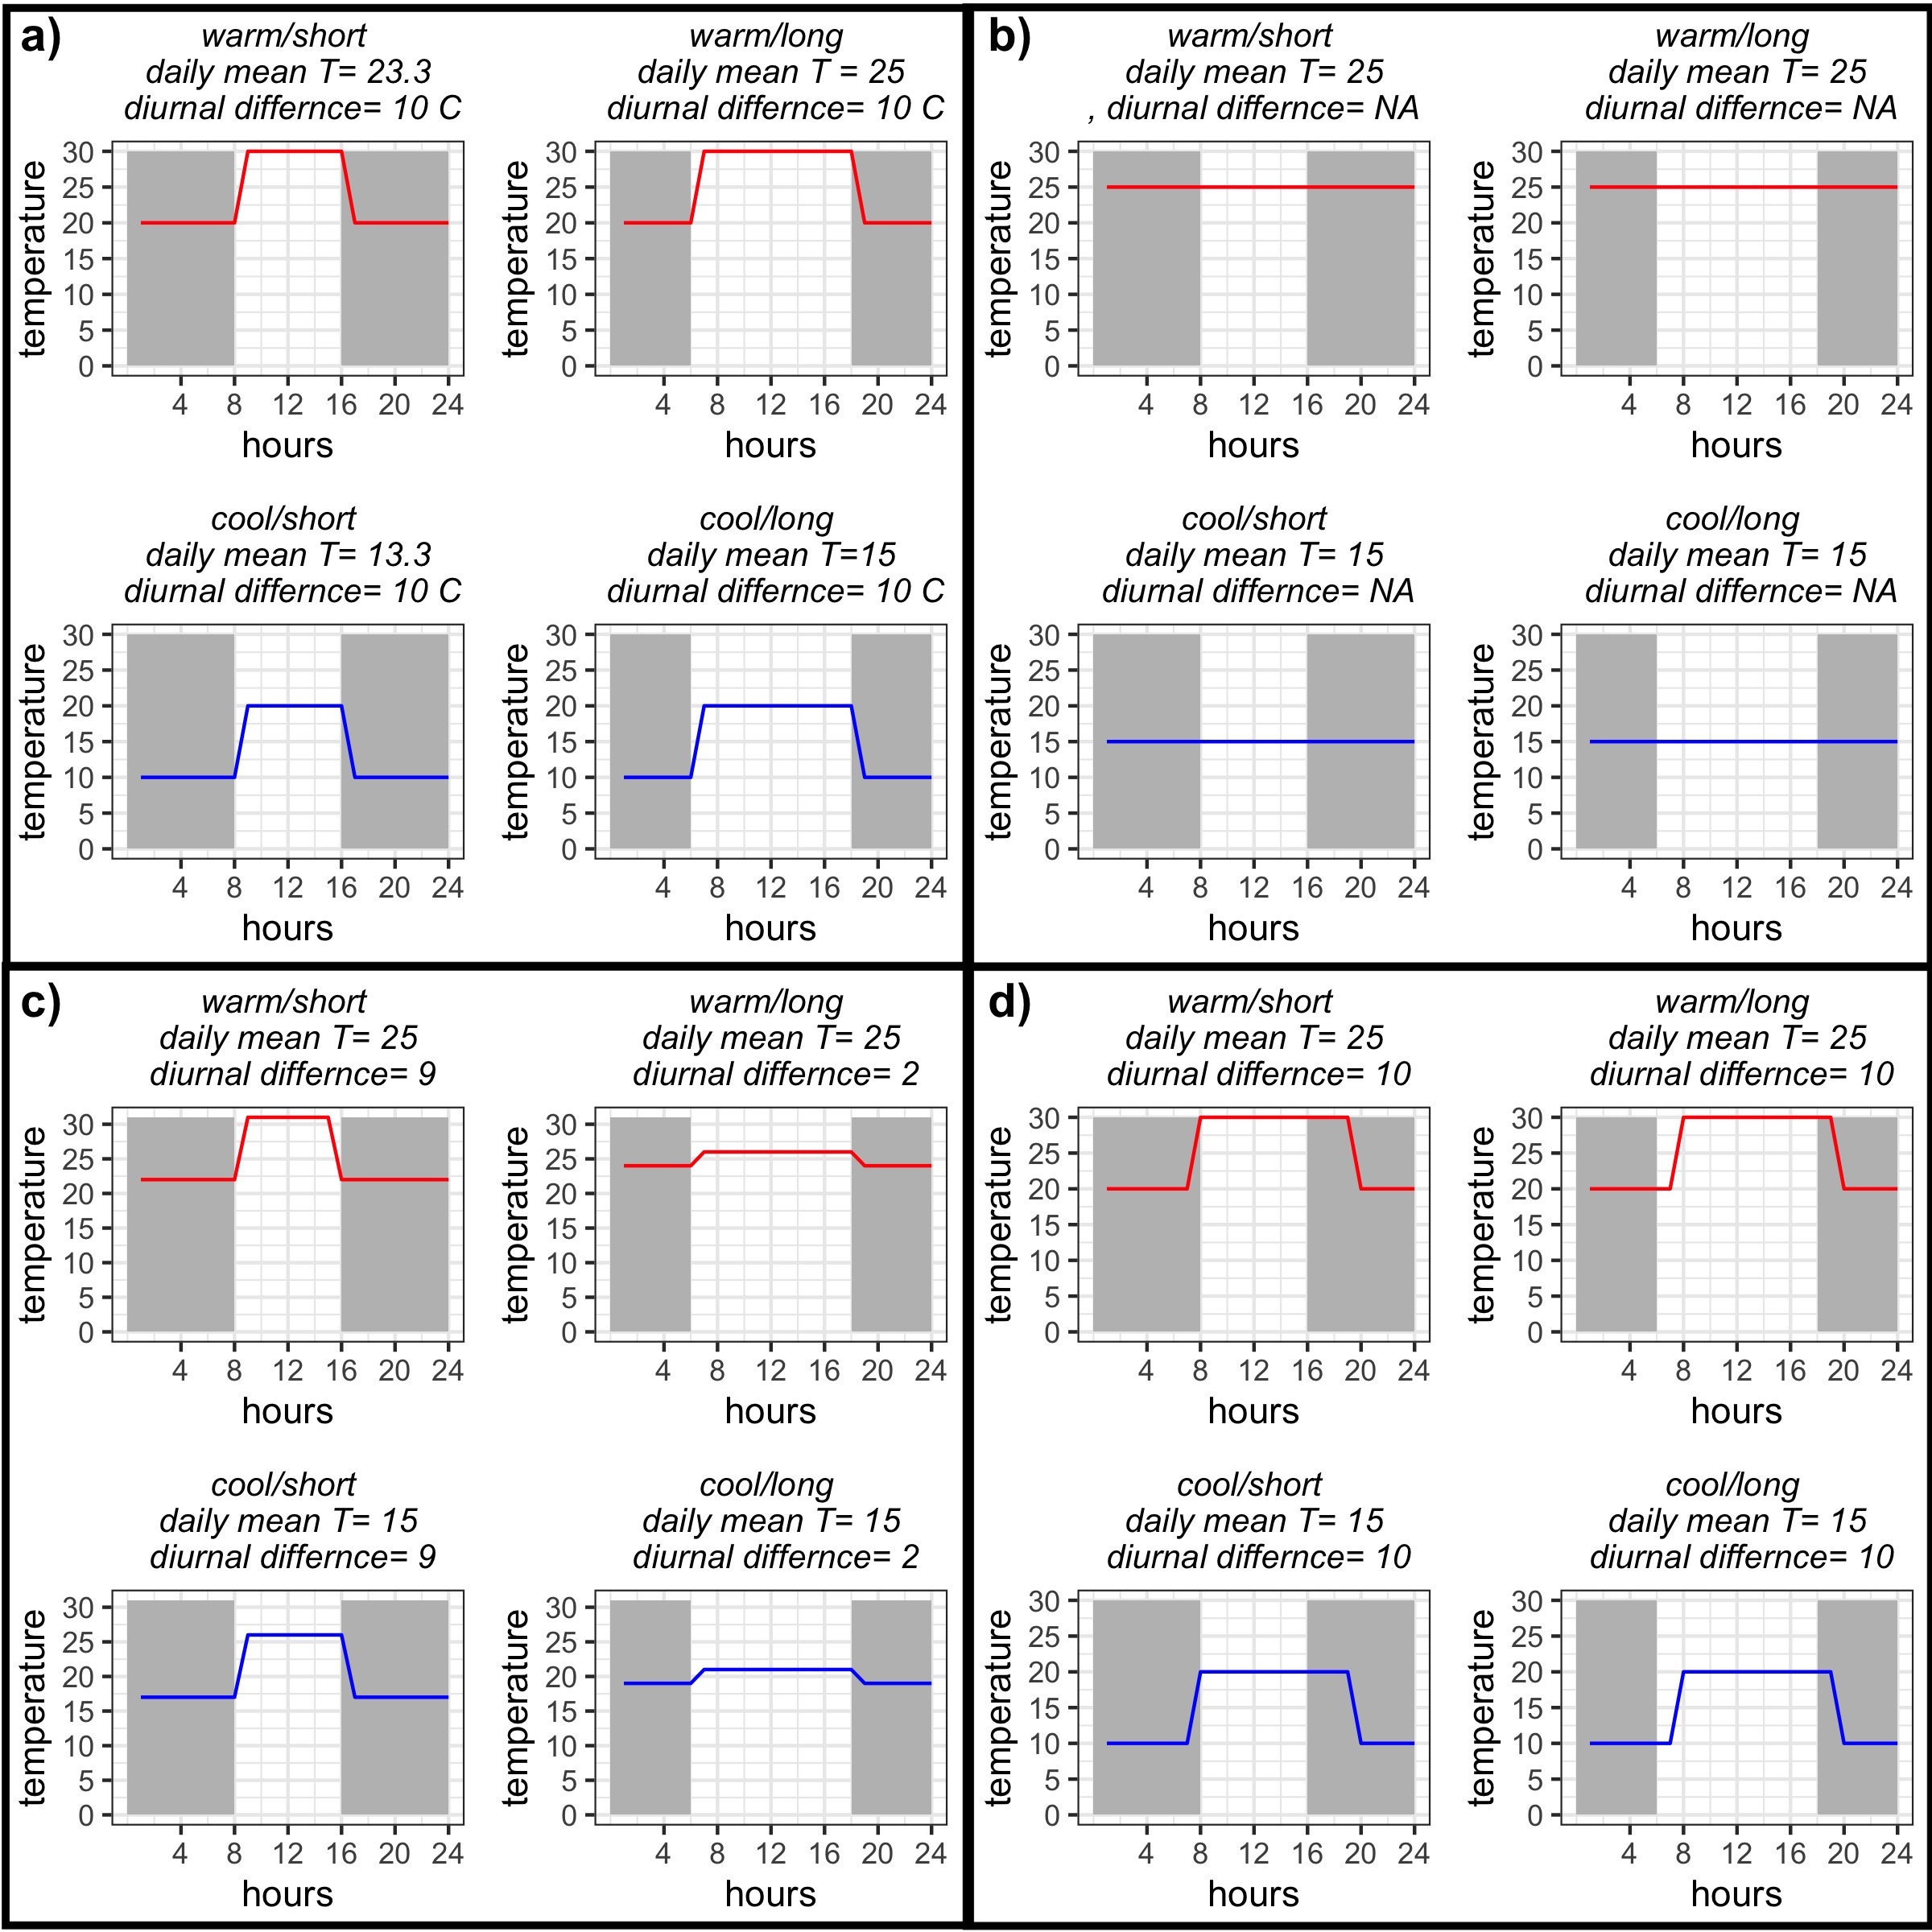 a)
warm/short
daily mean T= 23.3
diurnal differnce= 10 C
30
25
20
15
10
5
0
temperature
4 8 12 16 20 24
hours
warm/long
daily mean T = 25
diurnal differnce= 10 C
30
25
20
15
10
5
0
temperature
4 8 12 16 20 24
hours
cool/short
daily mean T= 13.3
diurnal differnce= 10 C
30
25
20
15
10
5
0
temperature
4 8 12 16 20 24
hours
cool/long
daily mean T=15
diurnal differnce= 10 C
30
25
20
15
10
5
0
temperature
4 8 12 16 20 24
hours
b)
warm/short
daily mean T= 25
, diurnal differnce= NA
30
25
20
15
10
5
0
temperature
4 8 12 16 20 24
hours
warm/long
daily mean T= 25
diurnal differnce= NA
30
25
20
15
10
5
0
temperature
4 8 12 16 20 24
hours
cool/short
daily mean T= 15
diurnal differnce= NA
30
25
20
15
10
5
0
temperature
4 8 12 16 20 24
hours
cool/long
daily mean T= 15
diurnal differnce= NA
30
25
20
15
10
5
0
temperature
4 8 12 16 20 24
hours
c)
warm/short
daily mean T= 25
diurnal differnce= 9
30
25
20
15
10
5
0
temperature
4 8 12 16 20 24
hours
warm/long
daily mean T= 25
diurnal differnce= 2
30
25
20
15
10
5
0
temperature
4 8 12 16 20 24
hours
cool/short
daily mean T= 15
diurnal differnce= 9
30
25
20
15
10
5
0
temperature
4 8 12 16 20 24
hours
cool/long
daily mean T= 15
diurnal differnce= 2
30
25
20
15
10
5
0
temperature
4 8 12 16 20 24
hours
d)
warm/short
daily mean T= 25
diurnal differnce= 10
30
25
20
15
10
5
0
temperature
4 8 12 16 20 24
hours
warm/long
daily mean T= 25
diurnal differnce= 10
30
25
20
15
10
5
0
temperature
4 8 12 16 20 24
hours
cool/short
daily mean T= 15
diurnal differnce= 10
30
25
20
15
10
5
0
temperature
4 8 12 16 20 24
hours
cool/long
daily mean T= 15
diurnal differnce= 10
30
25
20
15
10
5
0
temperature
4 8 12 16 20 24
hours